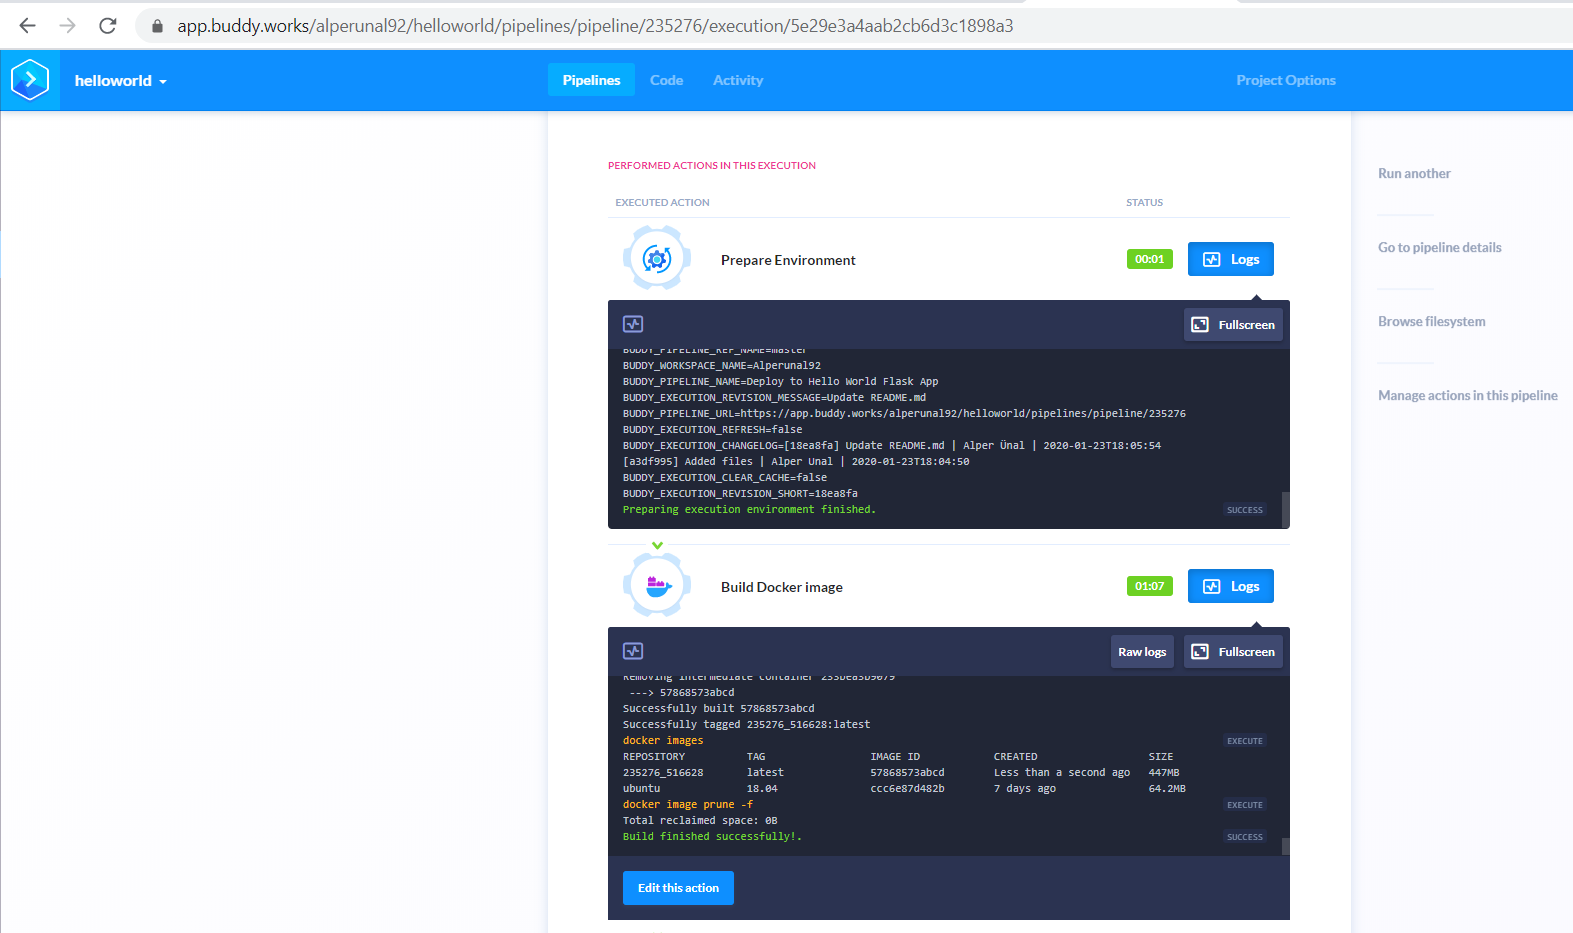 app.buddy.works/alperunal92/helloworld/pipelines/pipeline/235276/execution/5e29e3a4aab2cb6d3c1898a3
helloworld
Pipelines Code Activity Project Options
PERFORMED ACTIONS IN THIS EXECUTION
EXECUTED ACTION STATUS
Prepare Environment 00:01 Logs
Fullscreen
BUDDY_PIPELINE_REF_NAME=master
BUDDY_WORKSPACE_NAME=Alperunal92
BUDDY_PIPELINE_NAME=Deploy to Hello World Flask App
BUDDY_EXECUTION_REVISION_MESSAGE=Update README.md
BUDDY_PIPELINE_URL=https://app.buddy.works/alperunal92/helloworld/pipelines/pipeline/235276
BUDDY_EXECUTION_REFRESH=false
BUDDY_EXECUTION_CHANGELOG=[18ea8fa] Update README.md | Alper Ünal | 2020-01-23T18:05:54
[a3df995] Added files | Alper Unal | 2020-01-23T18:04:50
BUDDY_EXECUTION_CLEAR_CACHE=false
BUDDY_EXECUTION_REVISION_SHORT=18ea8fa
Preparing execution environment finished. SUCCESS
Build Docker image 01:07 Logs
Raw logs Fullscreen
Removing intermediate container 233bea3b9079
---> 57868573abcd
Successfully built 57868573abcd
Successfully tagged 235276_516628:latest
docker images EXECUTE
REPOSITORY TAG IMAGE ID CREATED SIZE
235276_516628 latest 57868573abcd Less than a second ago 447MB
ubuntu 18.04 ccc6e87d482b 7 days ago 64.2MB
docker image prune -f EXECUTE
Total reclaimed space: 0B
Build finished successfully!. SUCCESS
Edit this action
Run another
Go to pipeline details
Browse filesystem
Manage actions in this pipeline